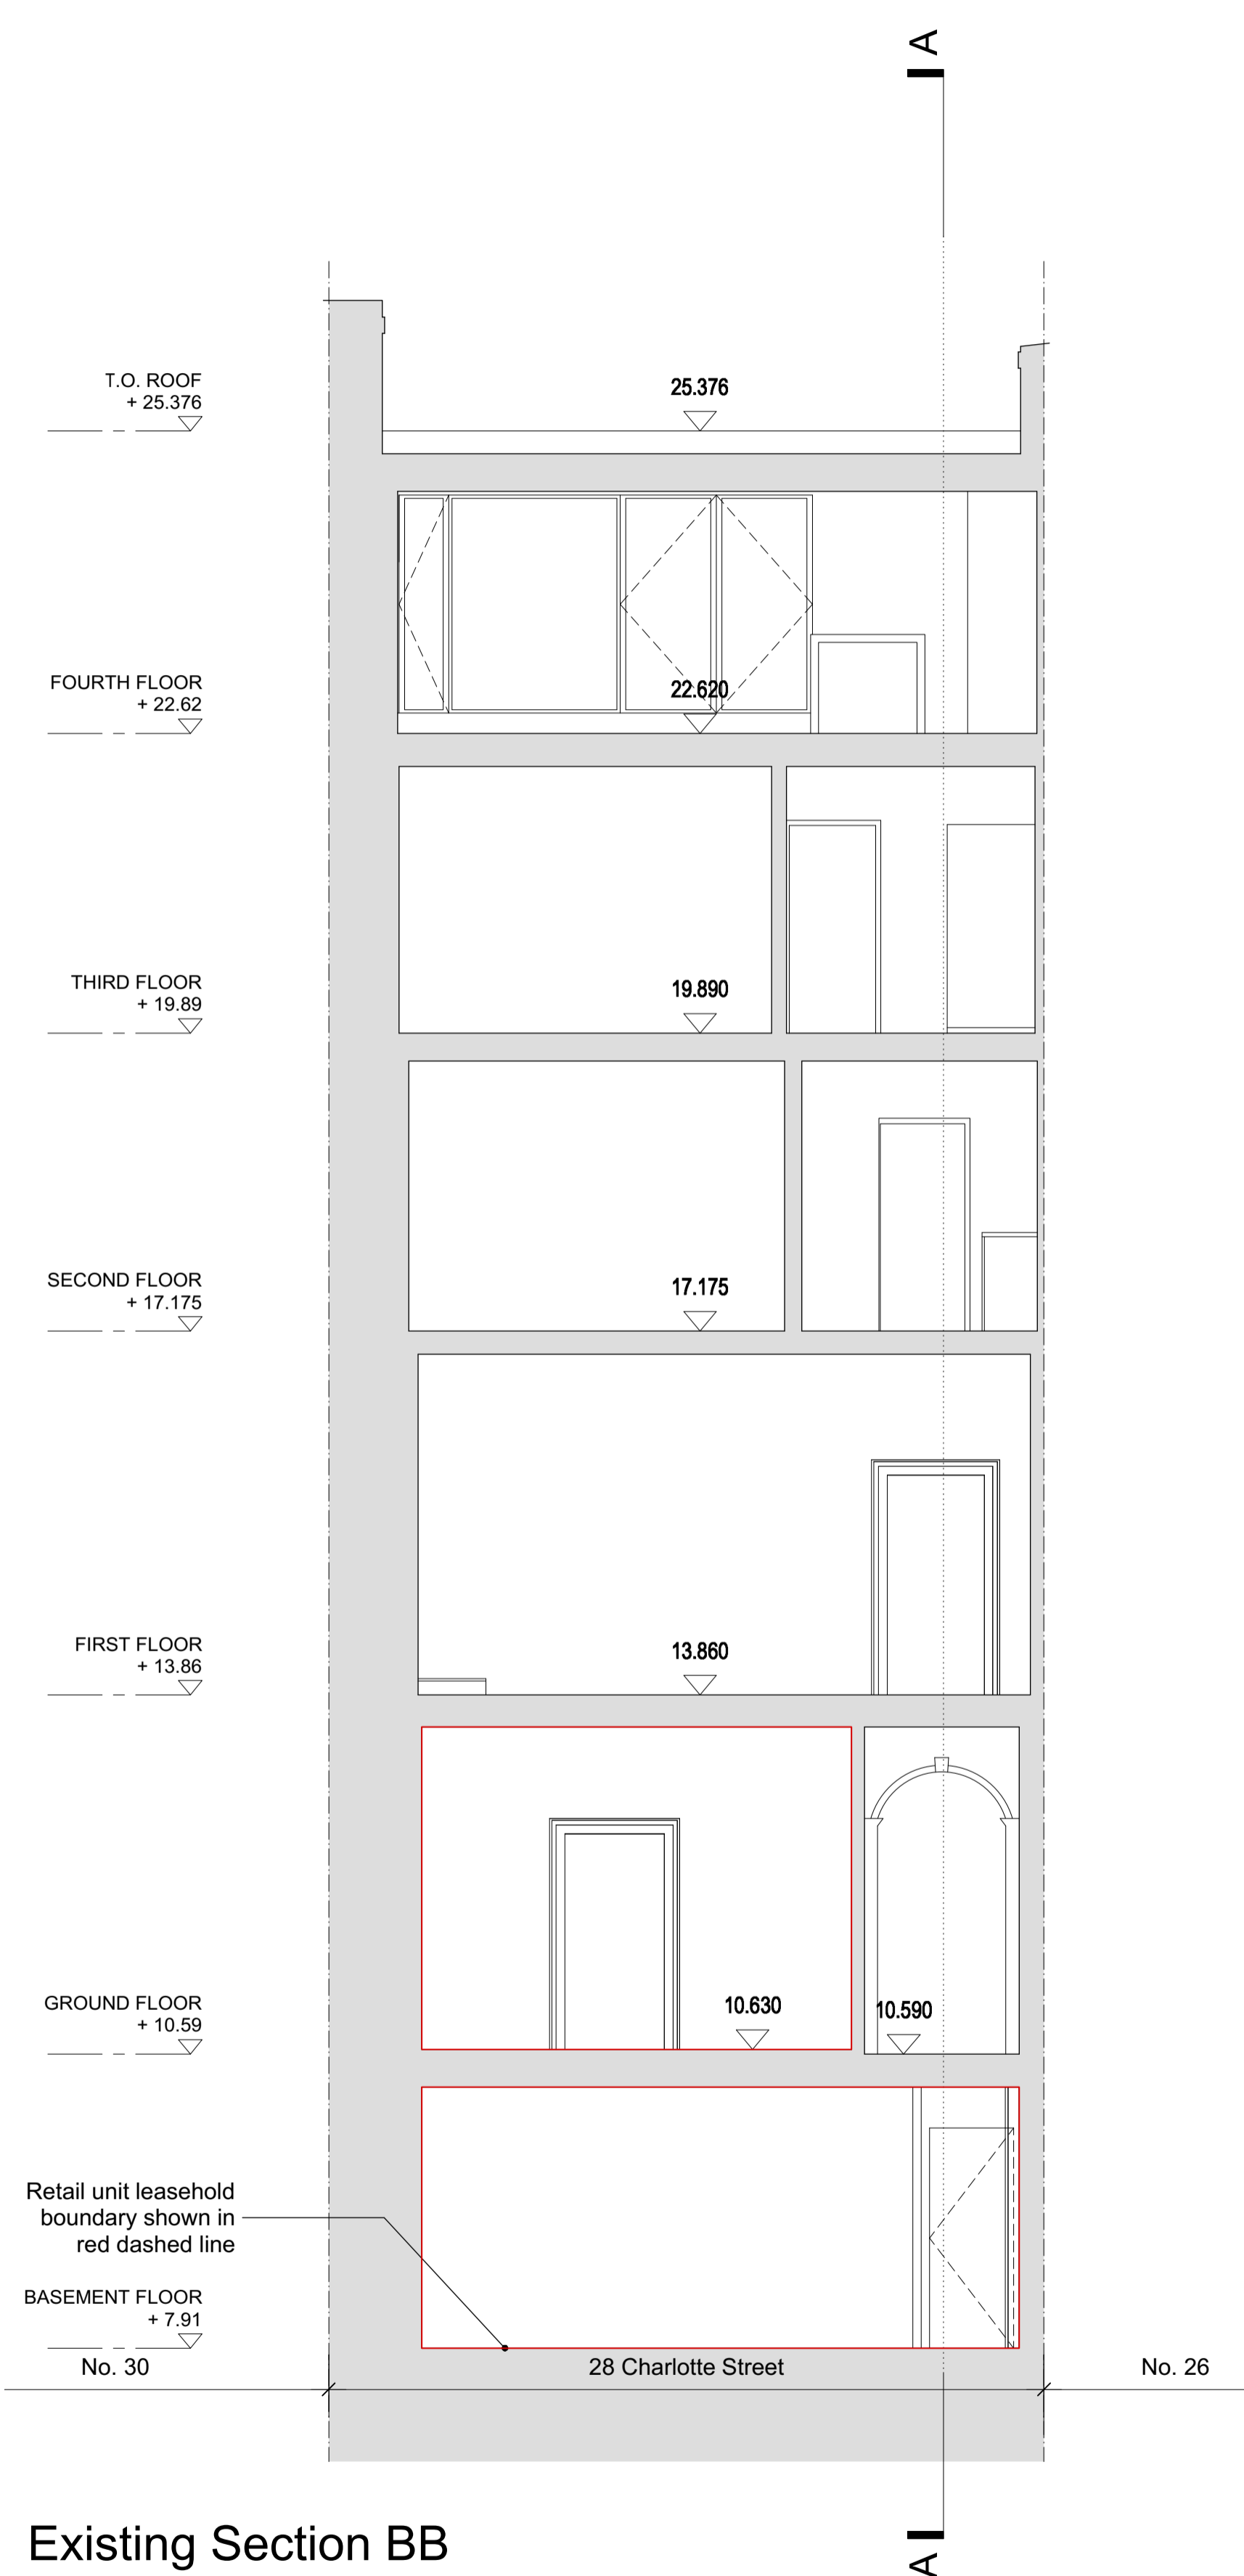 A
T.O. ROOF
+ 25.376
25.376
FOURTH FLOOR
+ 22.62
22.620
THIRD FLOOR
+ 19.89
19.890
SECOND FLOOR
+ 17.175
17.175
FIRST FLOOR
+ 13.86
13.860
GROUND FLOOR
+ 10.59
10.630
10.590
Retail unit leasehold
boundary shown in
red dashed line
BASEMENT FLOOR
+ 7.91
No. 30
28 Charlotte Street
No. 26
Existing Section BB
A